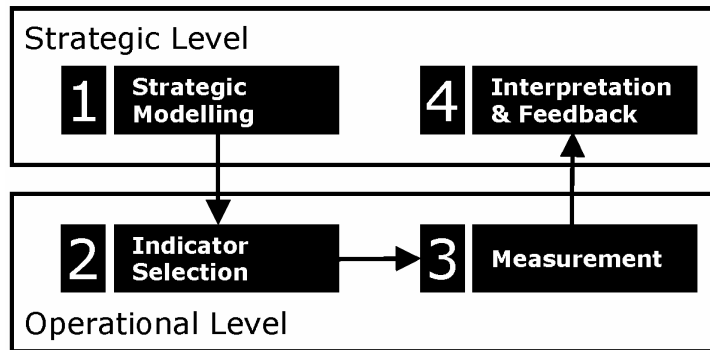 Strategic Level
1
Strategic
Modelling
4
Interpretation
& Feedback
2
Indicator
Selection
3
Measurement
Operational Level